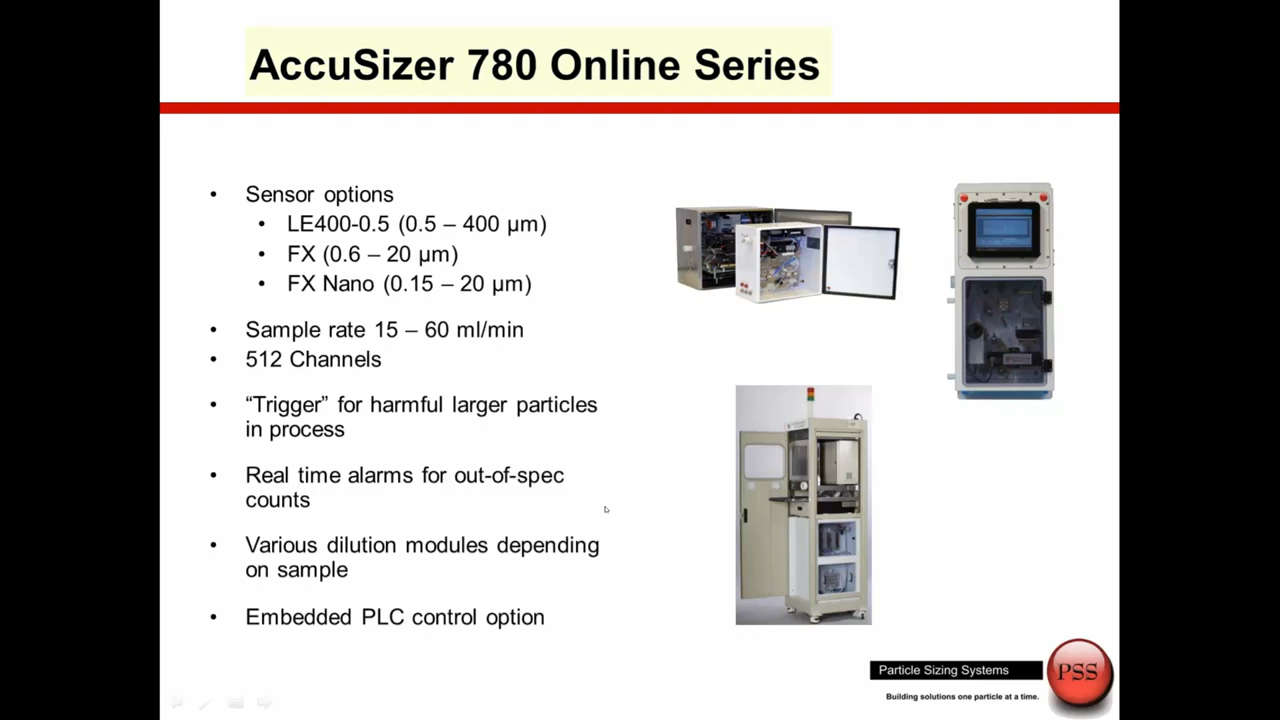 AccuSizer 780 Online Series
• Sensor options
• LE400-0.5 (0.5 – 400 µm)
• FX (0.6 – 20 µm)
• FX Nano (0.15 – 20 µm)
• Sample rate 15 – 60 ml/min
• 512 Channels
• “Trigger” for harmful larger particles
in process
• Real time alarms for out-of-spec
counts
• Various dilution modules depending
on sample
• Embedded PLC control option
Particle Sizing Systems
PSS
Building solutions one particle at a time.